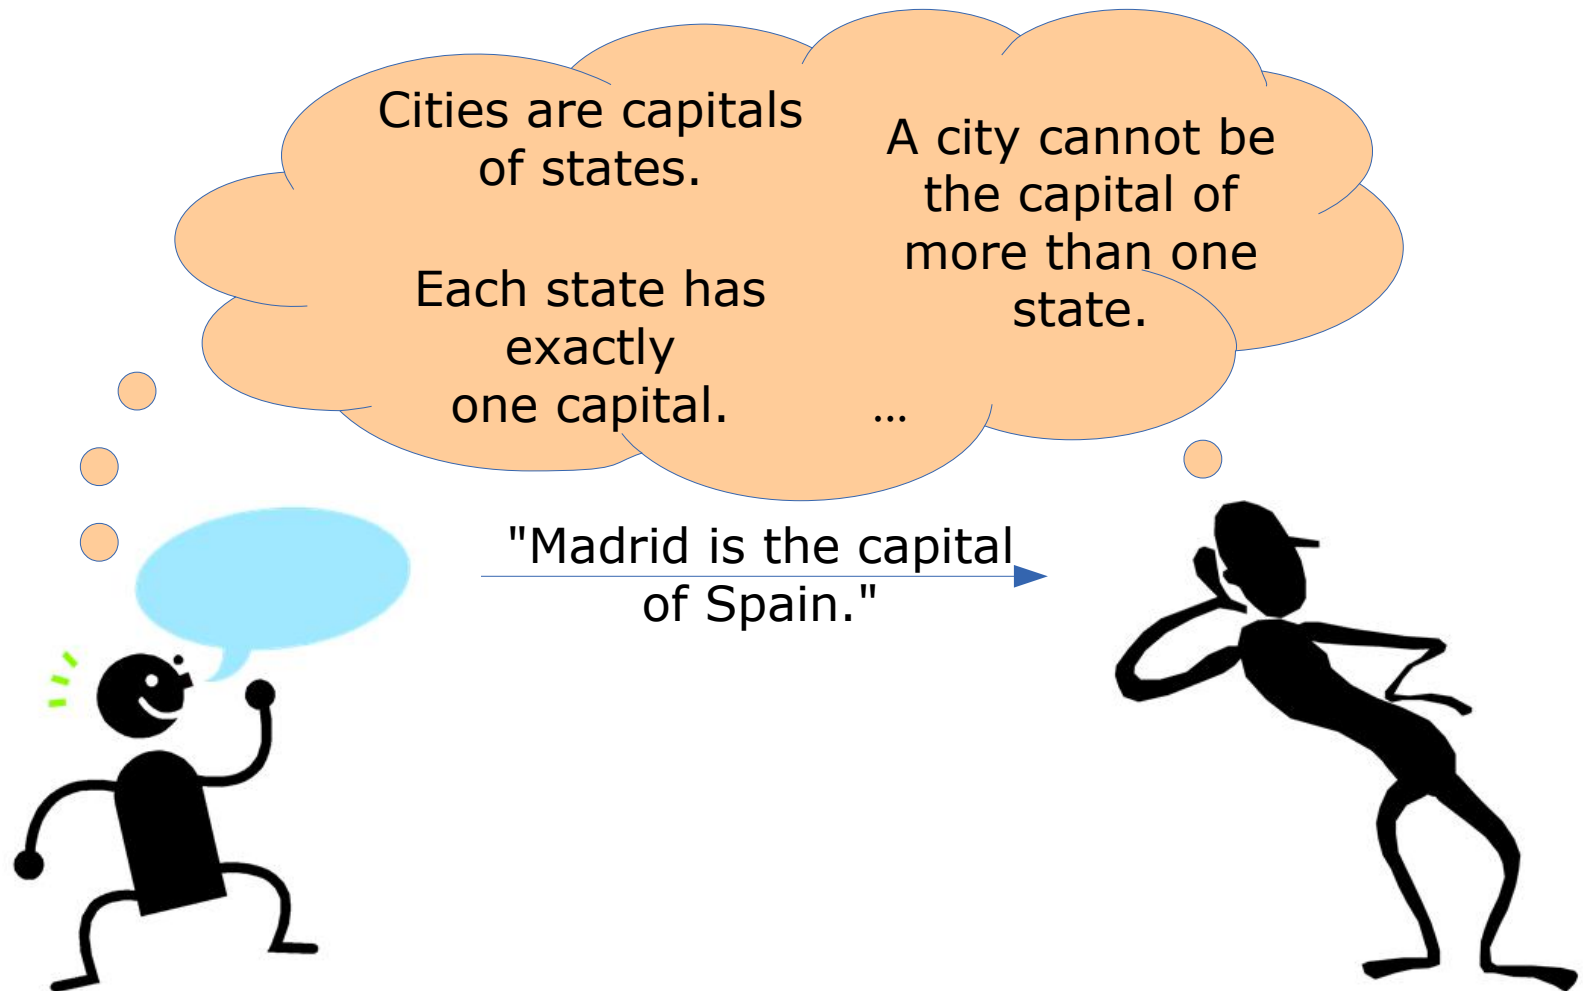 Cities are capitals
of states.
A city cannot be
the capital of
more than one
state.
Each state has
exactly
one capital.
...
"Madrid is the capital
of Spain."